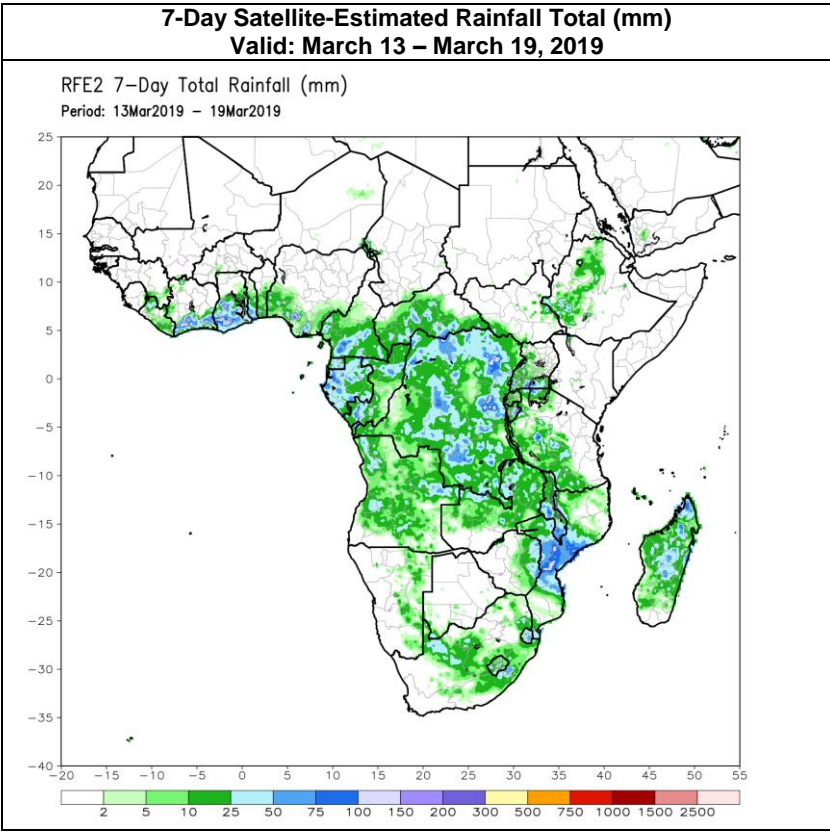 7-Day Satellite-Estimated Rainfall Total (mm)
Valid: March 13 – March 19, 2019
RFE2 7-Day Total Rainfall (mm)
Period: 13Mar2019 - 19Mar2019
25
20
15
10
5
0
-5
-10
-15
-20
-25
-30
-35
-40
-20 -15 -10 -5 0 5 10 15 20 25 30 35 40 45 50 55
2 5 10 25 50 75 100 150 200 300 500 750 1000 1500 2500